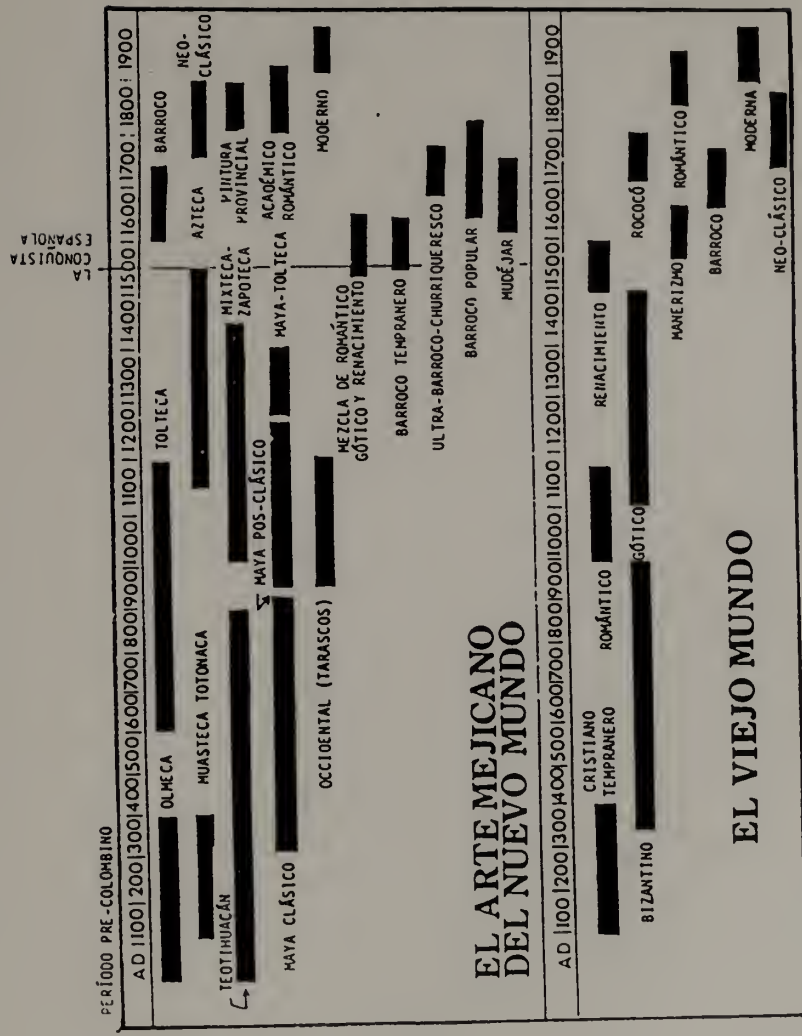 PERÍODO PRE-COLOMBINO
LA
CONQUISTA
ESPAÑOLA
AD |100|200|300|400|500|600|700|800|900|1000|1100|1200|1300|1400|1500|1600|1700|1800|1900
OLMECA
TOLTECA
BARROCO
MUASTECA TOTONACA
AZTECA
NEO-
CLÁSICO
TEOTIHUACÁN
MIXTECA-
ZAPOTECA
PINTURA
PROVINCIAL
MAYA CLÁSICO
MAYA POS-CLÁSICO
MAYA-TOLTECA
ACADÉMICO
ROMÁNTICO
OCCIDENTAL (TARASCOS)
MODERNO
MEZCLA DE ROMÁNTICO
GÓTICO Y RENACIMIENTO
BARROCO TEMPRANERO
ULTRA-BARROCO-CHURRIQUERESCO
BARROCO POPULAR
MUDÉJAR
EL ARTE MEJICANO
DEL NUEVO MUNDO
AD |100|200|300|400|500|600|700|800|900|1000|1100|1200|1300|1400|1500|1600|1700|1800|1900
CRISTIANO
TEMPRANERO
ROMÁNTICO
RENACIMIENTO
BIZANTINO
GÓTICO
ROCOCÓ
MANERIZMO
ROMÁNTICO
BARROCO
MODERNA
NEO-CLÁSICO
EL VIEJO MUNDO